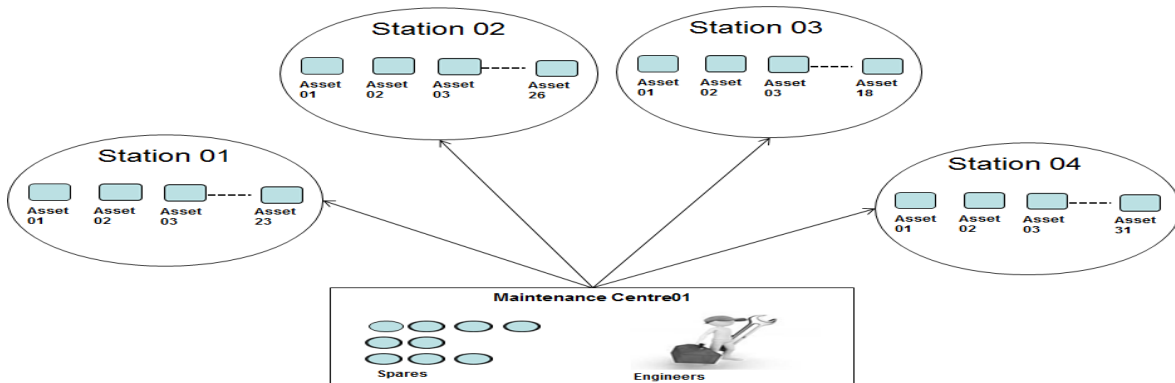 Station 02
Asset 01
Asset 02
Asset 03
Asset 26
Station 03
Asset 01
Asset 02
Asset 03
Asset 18
Station 01
Asset 01
Asset 02
Asset 03
Asset 23
Station 04
Asset 01
Asset 02
Asset 03
Asset 31
Maintenance Centre01
Spares
Engineers